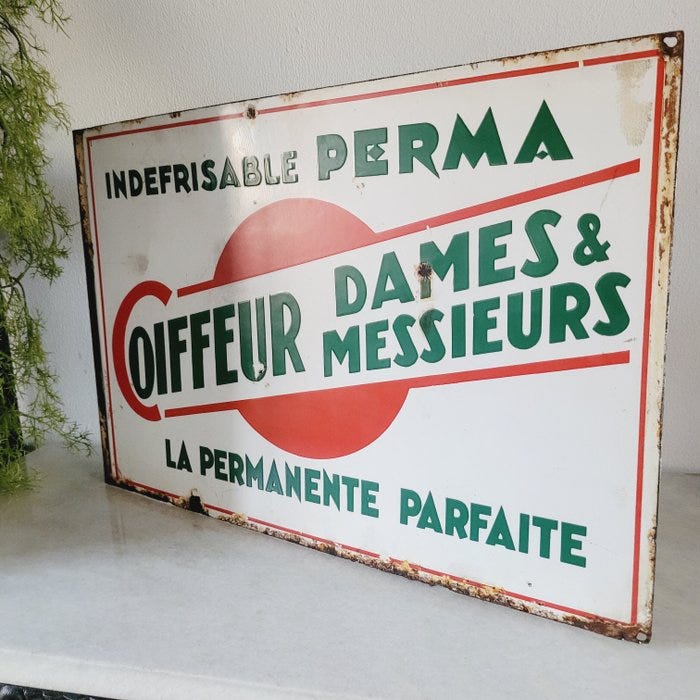 INDEFRISABLE PERMA
COIFFEUR DAMES &
MESSIEURS
LA PERMANENTE PARFAITE